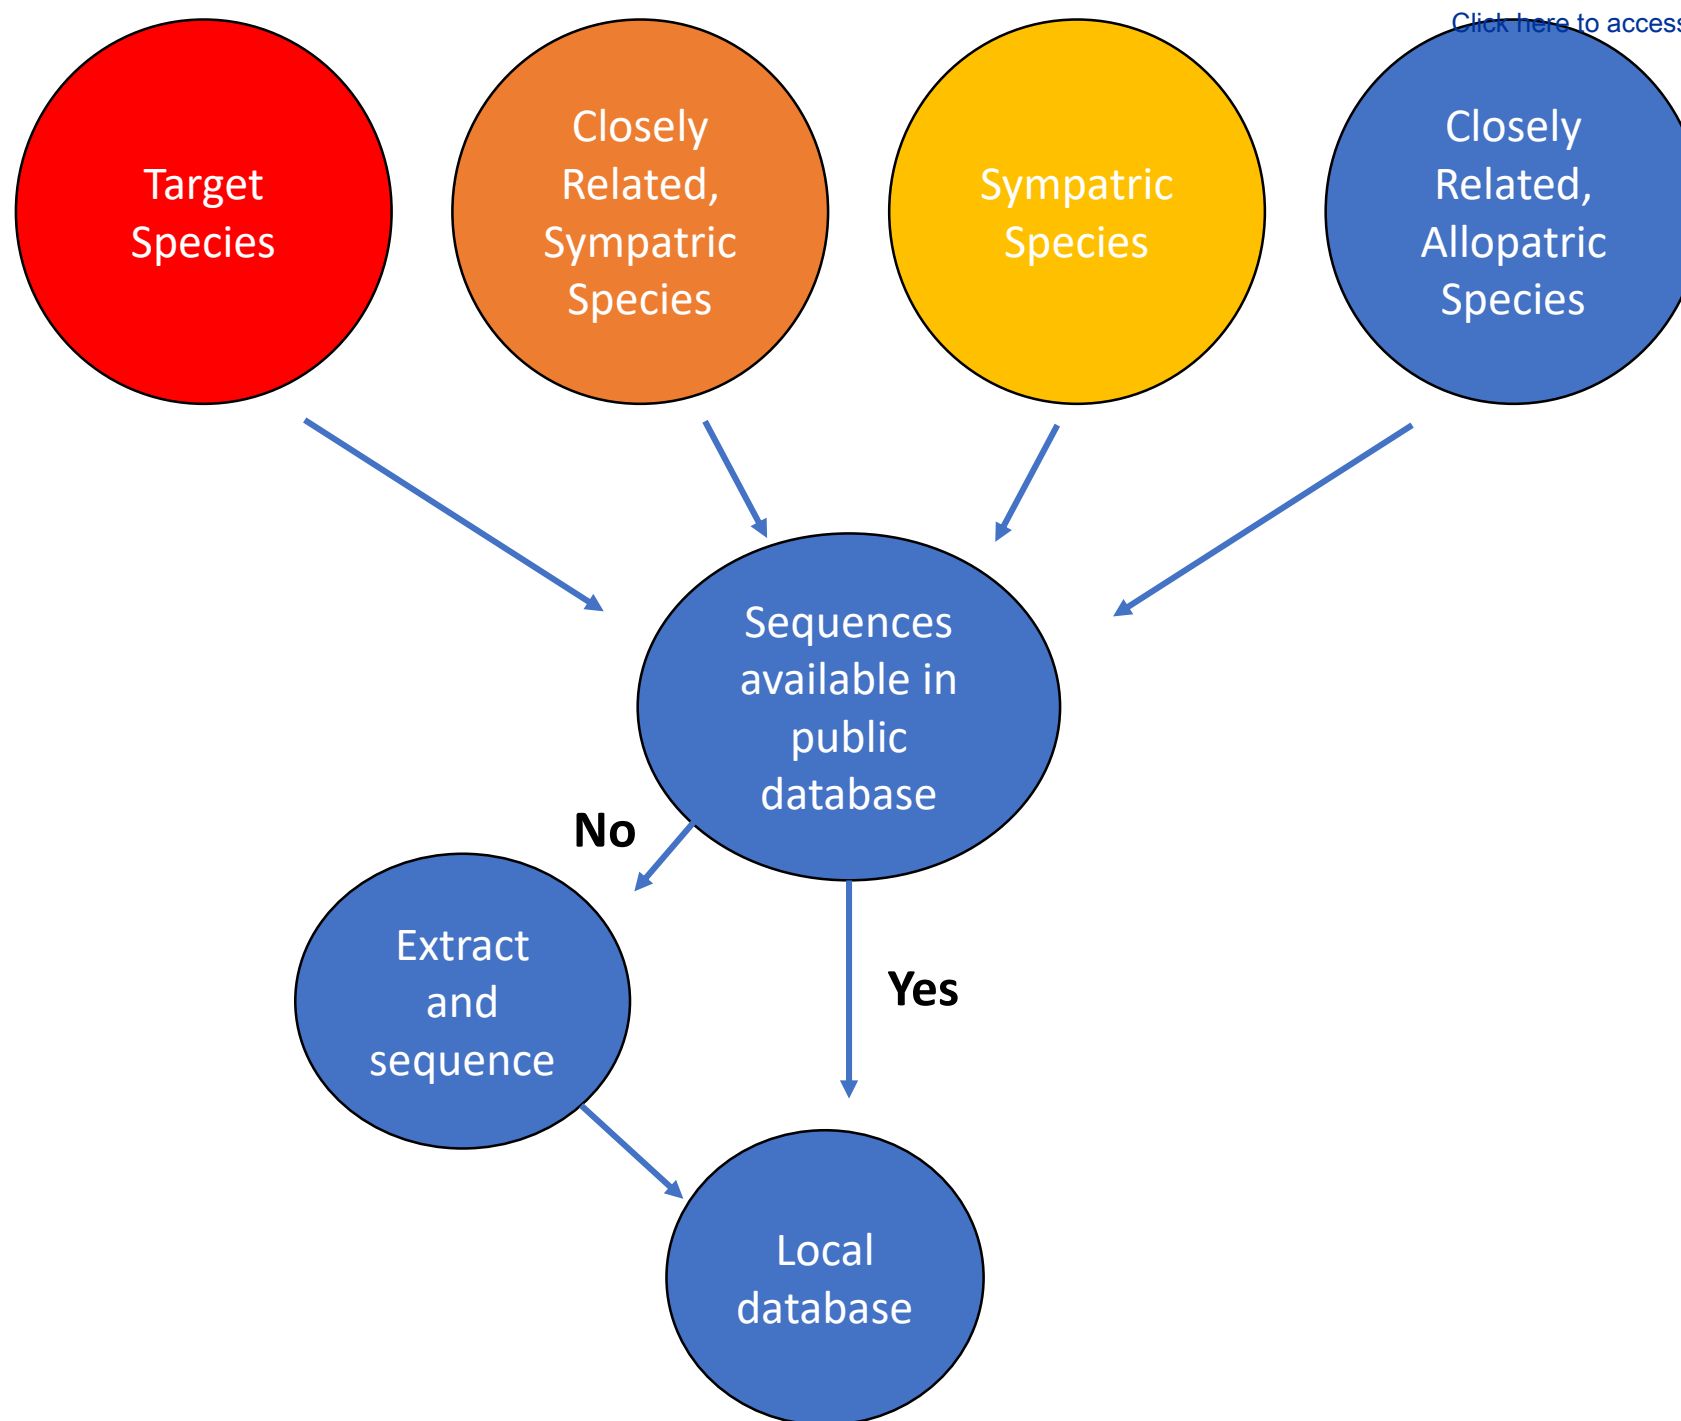 Click here to access
Target
Species
Closely
Related,
Sympatric
Species
Sympatric
Species
Closely
Related,
Allopatric
Species
Sequences
available in
public
database
No
Yes
Extract
and
sequence
Local
database